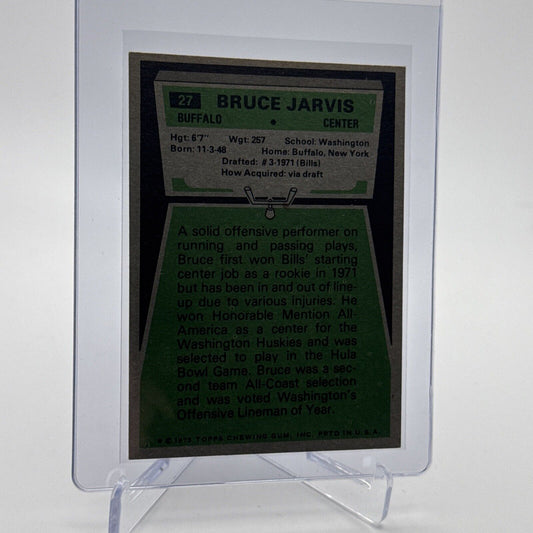 27 BRUCE JARVIS
BUFFALO • CENTER
Hgt: 6'7" Wgt: 257 School: Washington
Born: 11-3-48 Home: Buffalo, New York
Drafted: #3-1971 (Bills)
How Acquired: via draft
A solid offensive performer on
running and passing plays,
Bruce first won Bills' starting
center job as a rookie in 1971
but has been in and out of line-
up due to various injuries. He
won Honorable Mention All-
America as a center for the
Washington Huskies and was
selected to play in the Hula
Bowl Game. Bruce was a sec-
ond team All-Coast selection
and was voted Washington's
Offensive Lineman of Year.
© 1975 TOPPS CHEWING GUM, INC. PRTD IN U.S.A.